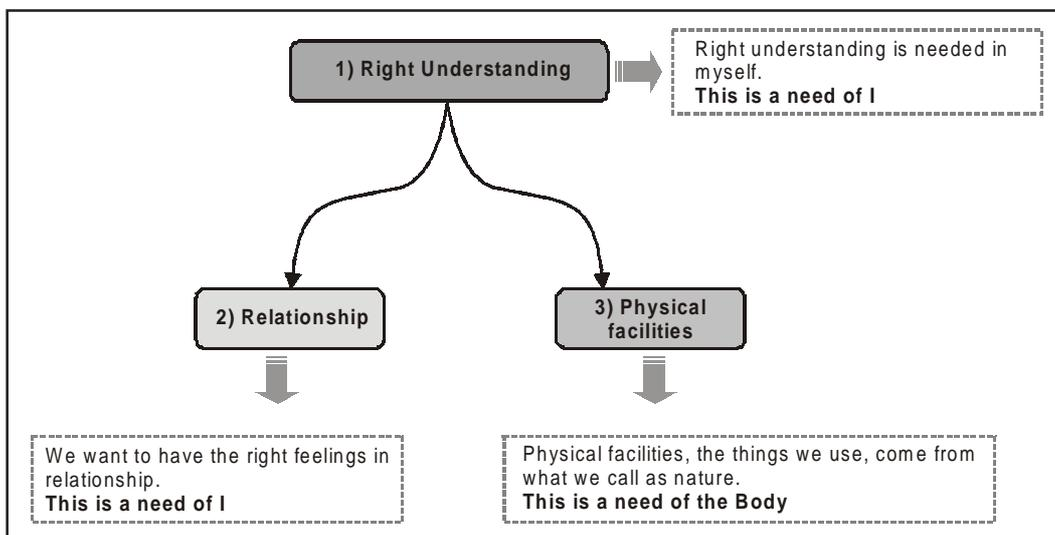 1) Right Understanding
Right understanding is needed in
myself.
This is a need of I
2) Relationship
3) Physical
facilities
We want to have the right feelings in
relationship.
This is a need of I
Physical facilities, the things we use, come from
what we call as nature.
This is a need of the Body